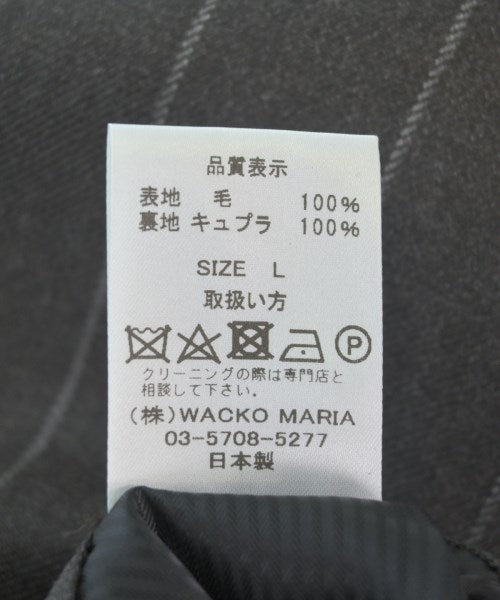 品質表示
表地 毛 100%
裏地 キュプラ 100%
SIZE L
取扱い方
P
クリーニングの際は専門店と
相談して下さい。
(株)WACKO MARIA
03-5708-5277
日本製